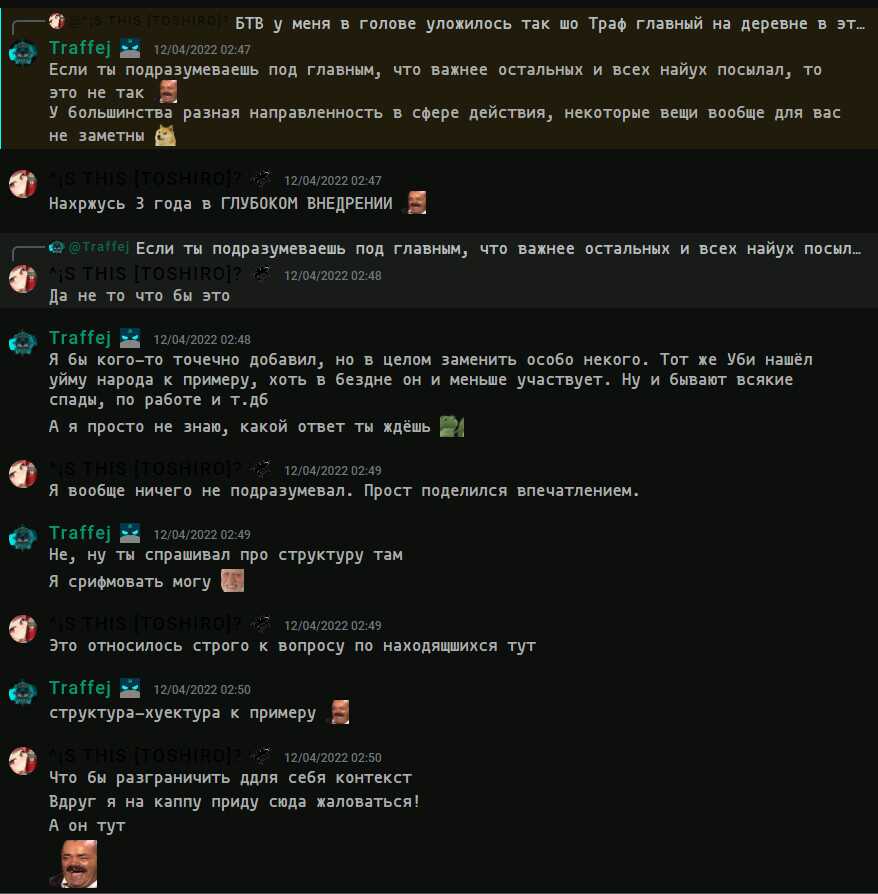 @^¡S THIS [TOSHIRO]? БТВ у меня в голове уложилось так шо Траф главный на деревне в эт…
Traffej 12/04/2022 02:47
Если ты подразумеваешь под главным, что важнее остальных и всех найух посылал, то
это не так
У большинства разная направленность в сфере действия, некоторые вещи вообще для вас
не заметны
^¡S THIS [TOSHIRO]? 12/04/2022 02:47
Нахржусь 3 года в ГЛУБОКОМ ВНЕДРЕНИИ
@Traffej Если ты подразумеваешь под главным, что важнее остальных и всех найух посыл…
^¡S THIS [TOSHIRO]? 12/04/2022 02:48
Да не то что бы это
Traffej 12/04/2022 02:48
Я бы кого-то точечно добавил, но в целом заменить особо некого. Тот же Уби нашёл
уйму народа к примеру, хоть в бездне он и меньше участвует. Ну и бывают всякие
спады, по работе и т.дб
А я просто не знаю, какой ответ ты ждёшь
^¡S THIS [TOSHIRO]? 12/04/2022 02:49
Я вообще ничего не подразумевал. Прост поделился впечатлением.
Traffej 12/04/2022 02:49
Не, ну ты спрашивал про структуру там
Я срифмовать могу
^¡S THIS [TOSHIRO]? 12/04/2022 02:49
Это относилось строго к вопросу по находящихся тут
Traffej 12/04/2022 02:50
структура-хуектура к примеру
^¡S THIS [TOSHIRO]? 12/04/2022 02:50
Что бы разграничить ддля себя контекст
Вдруг я на каппу приду сюда жаловаться!
А он тут